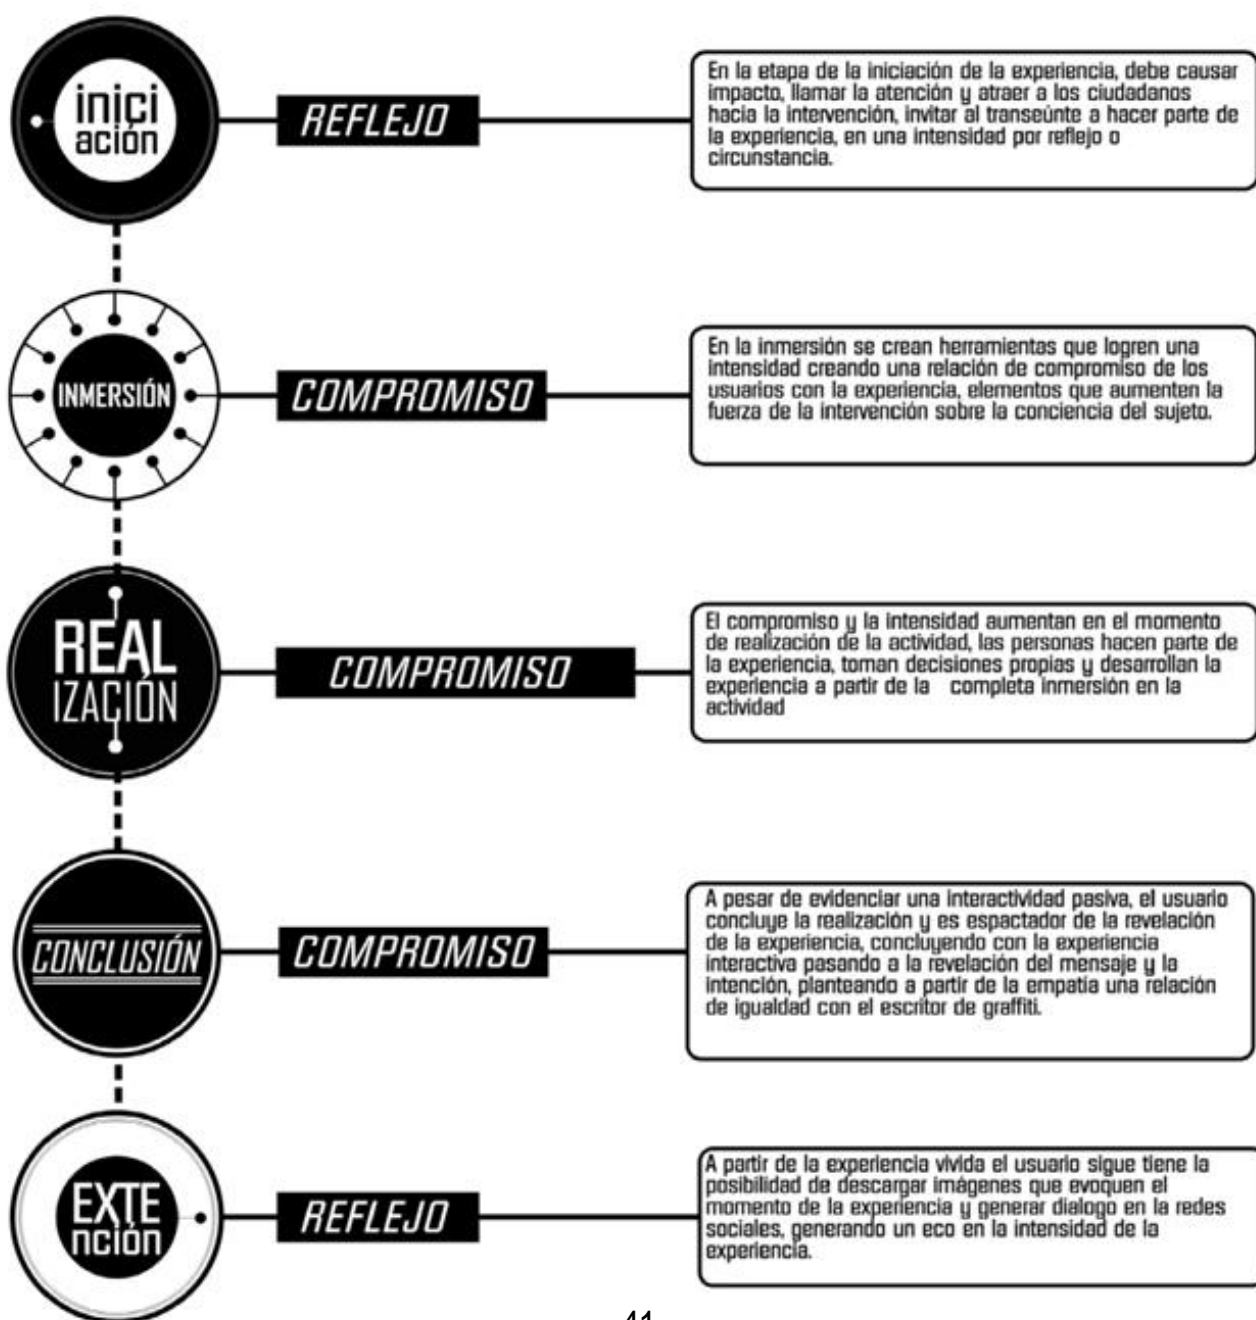 inici
ación
REFLEJO
En la etapa de la iniciación de la experiencia, debe causar
impacto, llamar la atención y atraer a los ciudadanos
hacia la intervención, invitar al transeúnte a hacer parte de
la experiencia, en una intensidad por reflejo o
circunstancia.
INMERSIÓN
COMPROMISO
En la inmersión se crean herramientas que logren una
intensidad creando una relación de compromiso de los
usuarios con la experiencia, elementos que aumenten la
fuerza de la intervención sobre la conciencia del sujeto.
REAL
IZACIÓN
COMPROMISO
El compromiso y la intensidad aumentan en el momento
de realización de la actividad, las personas hacen parte de
la experiencia, toman decisiones propias y desarrollan la
experiencia a partir de la completa inmersión en la
actividad
CONCLUSIÓN
COMPROMISO
A pesar de evidenciar una interactividad pasiva, el usuario
concluye la realización y es espactador de la revelación
de la experiencia, concluyendo con la experiencia
interactiva pasando a la revelación del mensaje y la
intención, planteando a partir de la empatía una relación
de igualdad con el escritor de graffiti.
EXTE
nción
REFLEJO
A partir de la experiencia vivida el usuario sigue tiene la
posibilidad de descargar imágenes que evoquen el
momento de la experiencia y generar dialogo en la redes
sociales, generando un eco en la intensidad de la
experiencia.
41